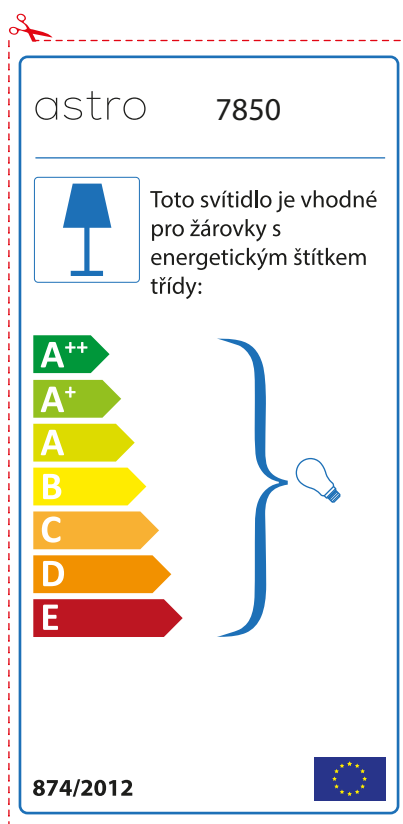 astro 7850
Toto svítidlo je vhodné
pro žárovky s
energetickým štítkem
třídy:
A++
A+
A
B
C
D
E
874/2012